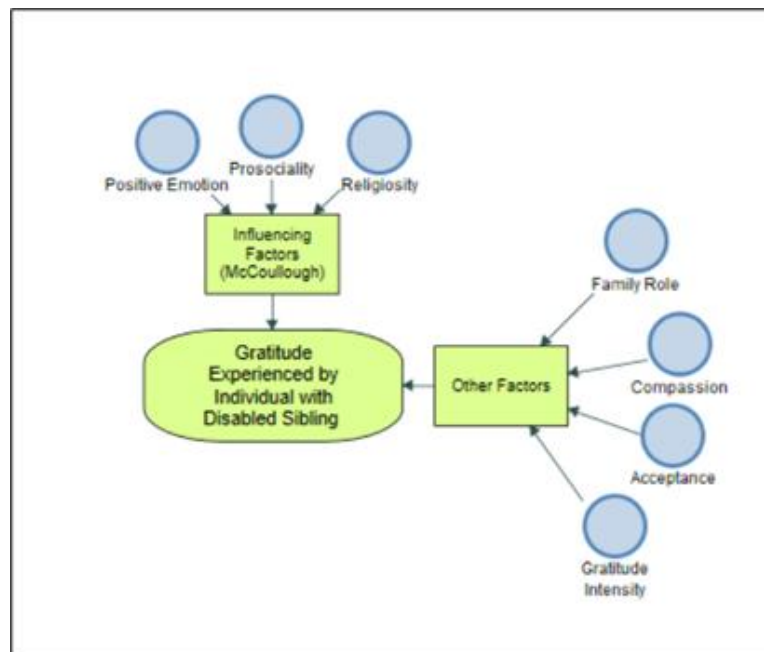 Prosociality
Positive Emotion
Religiosity
Influencing
Factors
(McCoullough)
Family Role
Gratitude
Experienced by
Individual with
Disabled Sibling
Other Factors
Compassion
Acceptance
Gratitude
Intensity